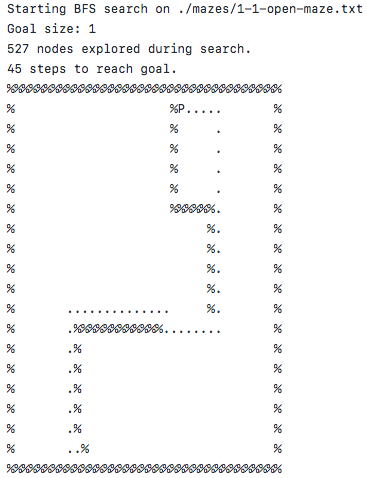 Starting BFS search on ./mazes/1-1-open-maze.txt
Goal size: 1
527 nodes explored during search.
45 steps to reach goal.
%%%%%%%%%%%%%%%%%%%%%%%%%%%%%%%%%%%%%
%                     %P.....       %
%                     %     .       %
%                     %     .       %
%                     %     .       %
%                     %%%%%%.       %
%                          %.       %
%                          %.       %
%                          %.       %
%                          %.       %
%       ..............     %.       %
%       .%%%%%%%%%%%%........       %
%       .%                          %
%       .%                          %
%       .%                          %
%       .%                          %
%       .%                          %
%       ..%                         %
%%%%%%%%%%%%%%%%%%%%%%%%%%%%%%%%%%%%%